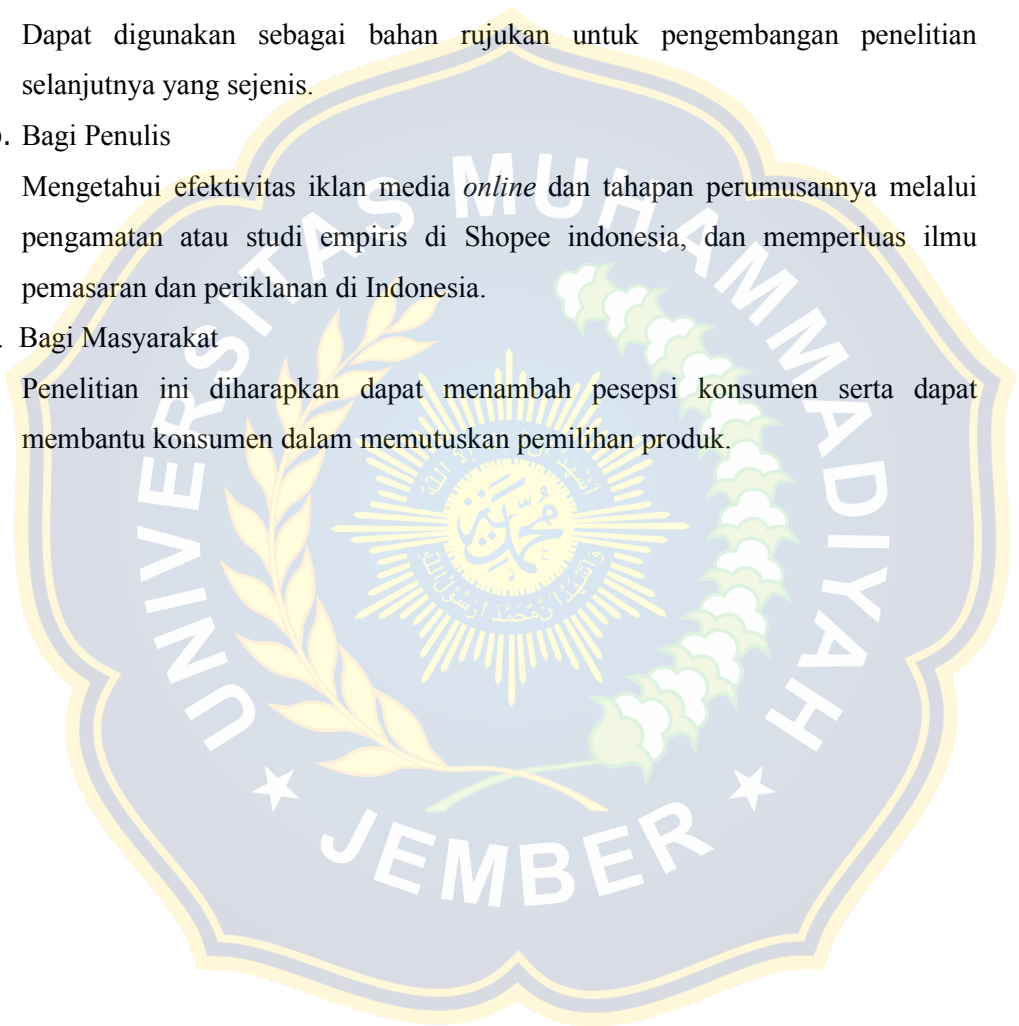 Dapat digunakan sebagai bahan rujukan untuk pengembangan penelitian
selanjutnya yang sejenis.
. Bagi Penulis
Mengetahui efektivitas iklan media online dan tahapan perumusannya melalui
pengamatan atau studi empiris di Shopee indonesia, dan memperluas ilmu
pemasaran dan periklanan di Indonesia.
. Bagi Masyarakat
Penelitian ini diharapkan dapat menambah pesepsi konsumen serta dapat
membantu konsumen dalam memutuskan pemilihan produk.
UNIVERSITAS MUHAMMADIYAH
JEMBER
محمد